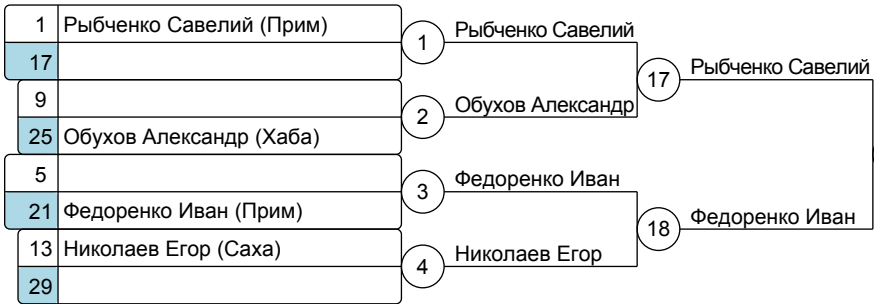 1 Рыбченко Савелий (Прим)
17
1
Рыбченко Савелий
9
25 Обухов Александр (Хаба)
2
Обухов Александр
17
Рыбченко Савелий
5
21 Федоренко Иван (Прим)
3
Федоренко Иван
13 Николаев Егор (Саха)
29
4
Николаев Егор
18
Федоренко Иван